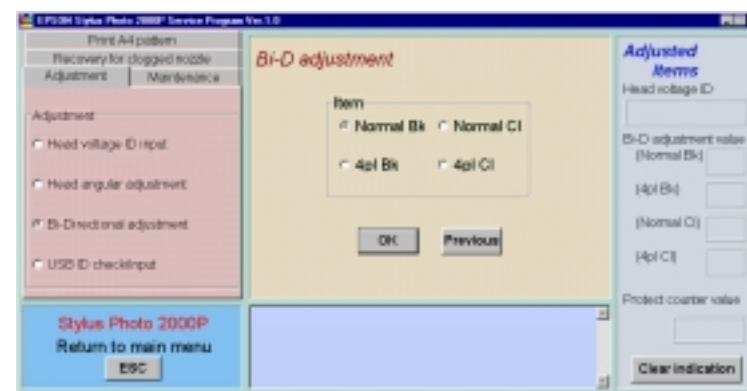 EPSON Stylus Photo 2000P Service Program Ver.1.0
Print A4 pattern
Recovery for clogged nozzle
Adjustment
Maintenance
Adjustment
Head voltage ID input
Head angular adjustment
Bi-Directional adjustment
USB ID check/input
Bi-D adjustment
Item
Normal Bk
Normal Cl
4pl Bk
4pl Cl
OK
Previous
Adjusted
Items
Head voltage ID
Bi-D adjustment value
(Normal Bk)
(4pl Bk)
(Normal Cl)
(4pl Cl)
Protect counter value
Clear indication
Stylus Photo 2000P
Return to main menu
ESC